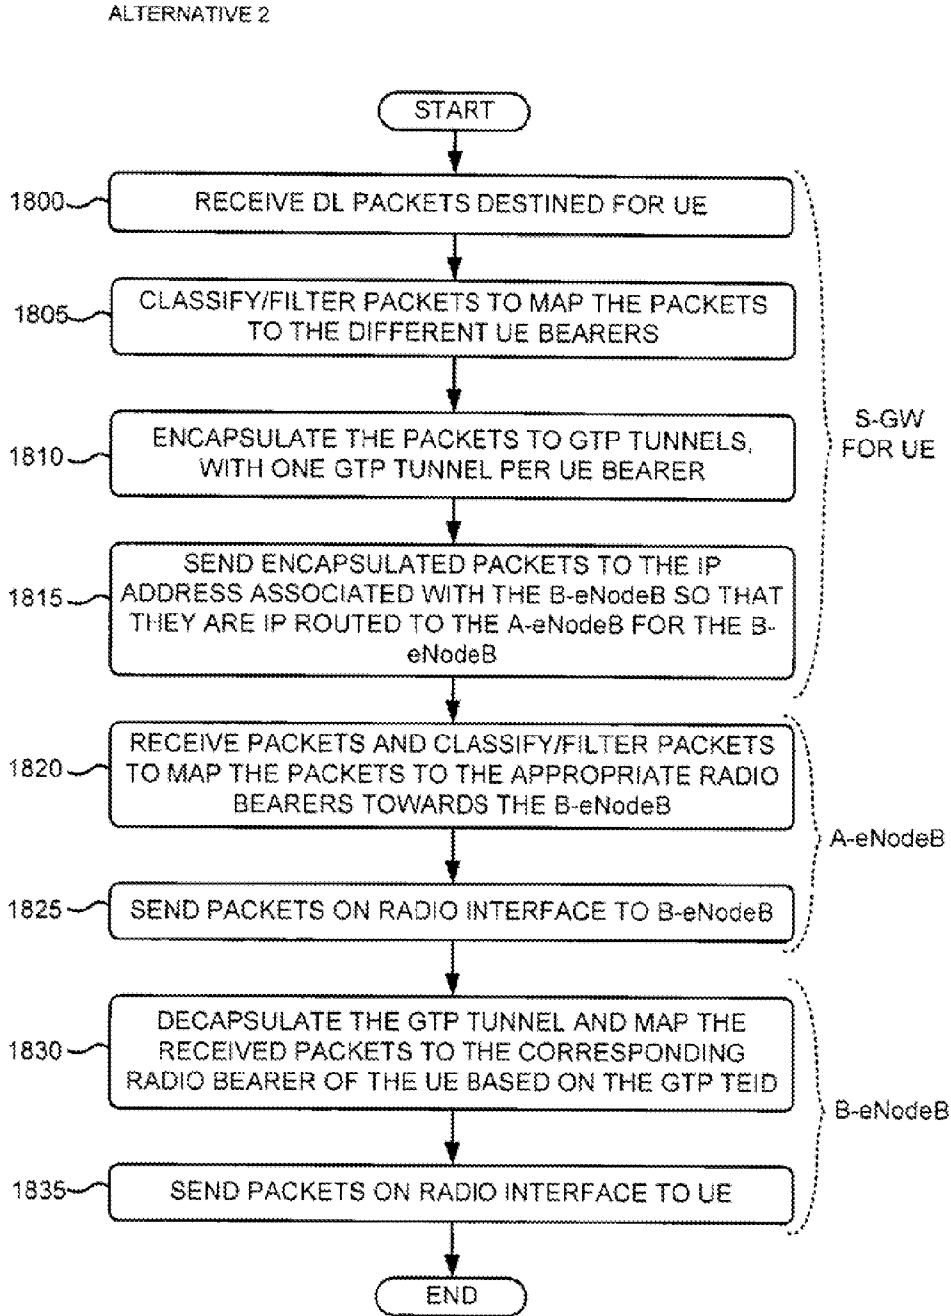 ALTERNATIVE 2
START
1800
RECEIVE DL PACKETS DESTINED FOR UE
1805
CLASSIFY/FILTER PACKETS TO MAP THE PACKETS
TO THE DIFFERENT UE BEARERS
S-GW
FOR UE
1810
ENCAPSULATE THE PACKETS TO GTP TUNNELS,
WITH ONE GTP TUNNEL PER UE BEARER
1815
SEND ENCAPSULATED PACKETS TO THE IP
ADDRESS ASSOCIATED WITH THE B-eNodeB SO THAT
THEY ARE IP ROUTED TO THE A-eNodeB FOR THE B-
eNodeB
1820
RECEIVE PACKETS AND CLASSIFY/FILTER PACKETS
TO MAP THE PACKETS TO THE APPROPRIATE RADIO
BEARERS TOWARDS THE B-eNodeB
A-eNodeB
1825
SEND PACKETS ON RADIO INTERFACE TO B-eNodeB
1830
DECAPSULATE THE GTP TUNNEL AND MAP THE
RECEIVED PACKETS TO THE CORRESPONDING
RADIO BEARER OF THE UE BASED ON THE GTP TEID
B-eNodeB
1835
SEND PACKETS ON RADIO INTERFACE TO UE
END